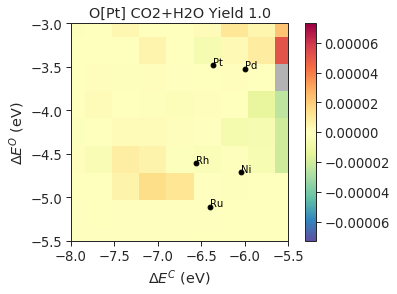 O[Pt] CO2+H2O Yield 1.0
−3.0
−3.5
−4.0
−4.5
−5.0
−5.5
ΔE^O (eV)
Pt
Pd
Rh
Ni
Ru
−8.0 −7.5 −7.0 −6.5 −6.0 −5.5
ΔE^C (eV)
0.00006
0.00004
0.00002
0.00000
−0.00002
−0.00004
−0.00006